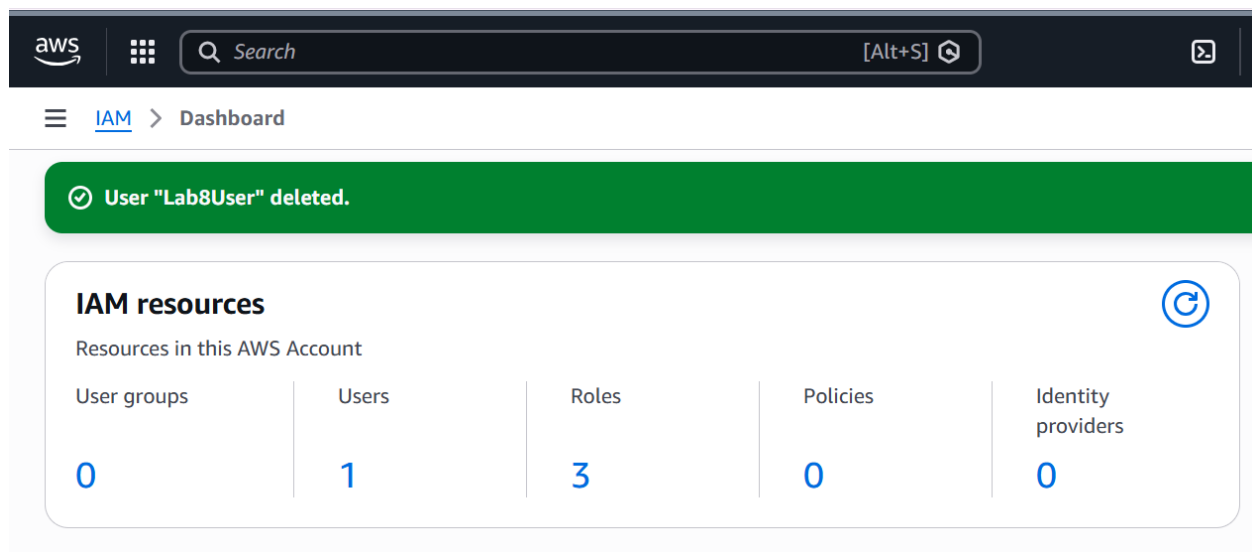 aws
Search [Alt+S]
IAM > Dashboard
User "Lab8User" deleted.
IAM resources
Resources in this AWS Account
User groups
Users
Roles
Policies
Identity
providers
0
1
3
0
0